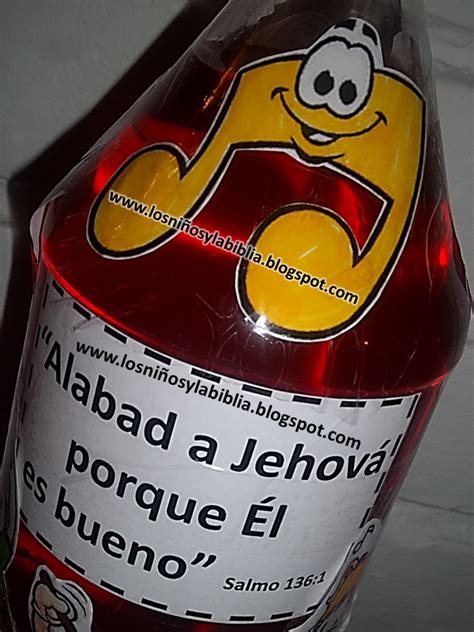 www.losniñosylabiblia.blogspot.com
www.losniñosylabiblia.blogspot.com
“Alabad a Jehová
porque Él
es bueno”
Salmo 136:1